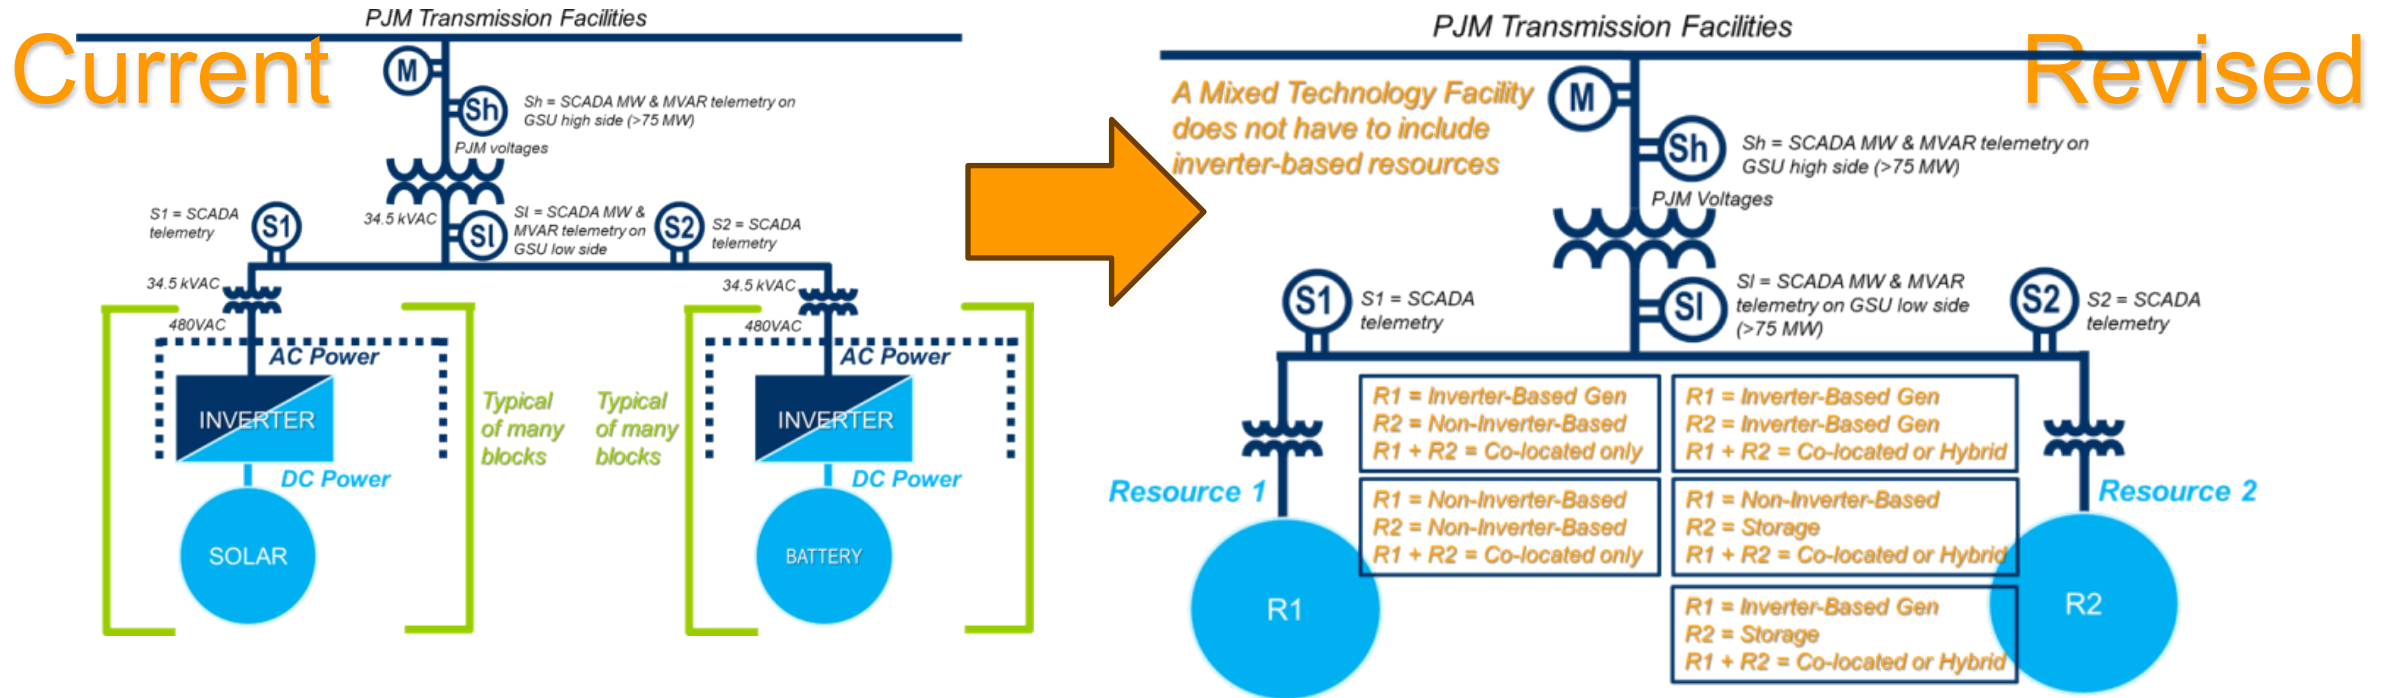 Current
PJM Transmission Facilities
M
Sh
Sh = SCADA MW & MVAR telemetry on
GSU high side (>75 MW)
PJM voltages
34.5 kVAC
S1 = SCADA
telemetry
S1
Sl
Sl = SCADA MW &
MVAR telemetry on
GSU low side
S2
S2 = SCADA
telemetry
34.5 kVAC
480VAC
AC Power
INVERTER
DC Power
SOLAR
Typical
of many
blocks
34.5 kVAC
480VAC
AC Power
INVERTER
DC Power
BATTERY
Typical
of many
blocks
Revised
PJM Transmission Facilities
A Mixed Technology Facility
does not have to include
inverter-based resources
M
Sh
Sh = SCADA MW & MVAR telemetry on
GSU high side (>75 MW)
PJM Voltages
S1
S1 = SCADA
telemetry
Sl
Sl = SCADA MW & MVAR
telemetry on GSU low side
(>75 MW)
S2
S2 = SCADA
telemetry
R1 = Inverter-Based Gen
R2 = Non-Inverter-Based
R1 + R2 = Co-located only
R1 = Inverter-Based Gen
R2 = Inverter-Based Gen
R1 + R2 = Co-located or Hybrid
Resource 1
R1 = Non-Inverter-Based
R2 = Non-Inverter-Based
R1 + R2 = Co-located only
R1 = Non-Inverter-Based
R2 = Storage
R1 + R2 = Co-located or Hybrid
Resource 2
R1
R1 = Inverter-Based Gen
R2 = Storage
R1 + R2 = Co-located or Hybrid
R2